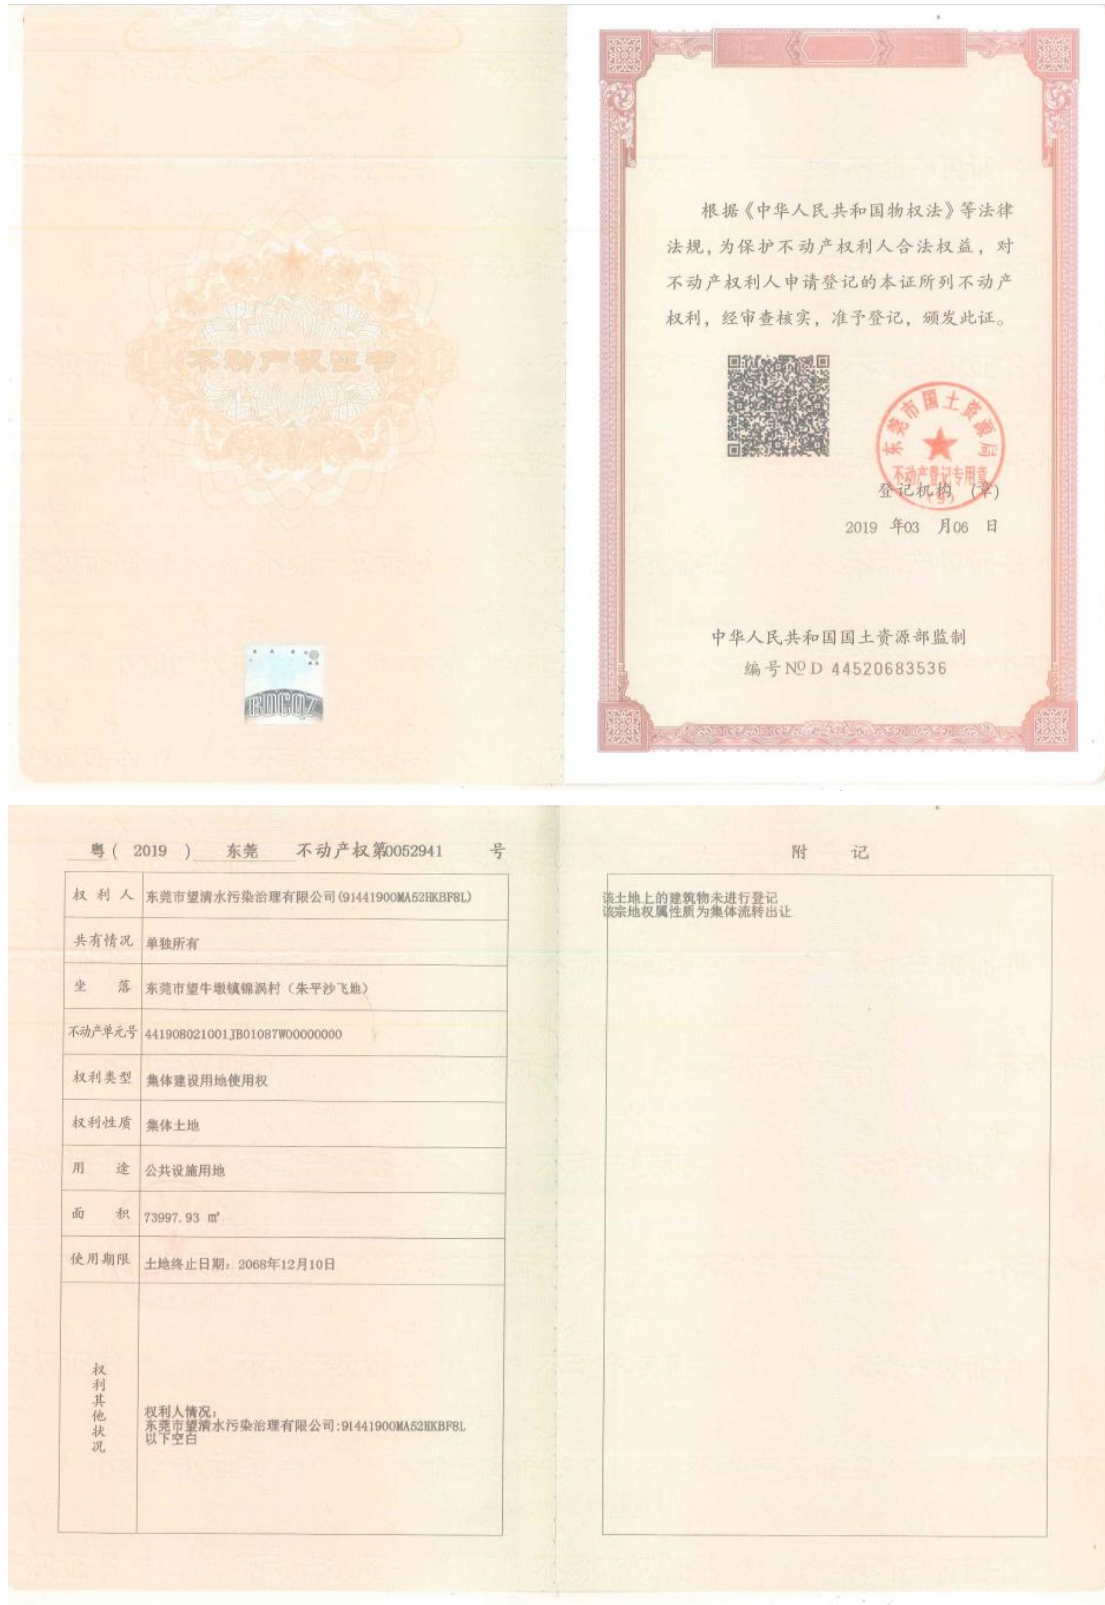 不动产权证书
BDCQZ
根据《中华人民共和国物权法》等法律
法规，为保护不动产权利人合法权益，对
不动产权利人申请登记的本证所列不动产
权利，经审查核实，准予登记，颁发此证。
东莞市国土资源局
不动产登记专用章
登记机构 (章)
2019 年03 月06 日
中华人民共和国国土资源部监制
编号 № D 44520683536
粤( 2019 ) 东莞 不动产权第0052941 号
权利人 东莞市望清水污染治理有限公司(91441900MA52HKBF8L)
共有情况 单独所有
坐落 东莞市望牛墩镇锦涡村（朱平沙飞地）
不动产单元号 441908021001JB01087W00000000
权利类型 集体建设用地使用权
权利性质 集体土地
用途 公共设施用地
面积 73997.93 ㎡
使用期限 土地终止日期：2068年12月10日
权利其他状况
权利人情况：
东莞市望清水污染治理有限公司:91441900MA52HKBF8L
以下空白
附 记
该土地上的建筑物未进行登记
该宗地权属性质为集体流转出让